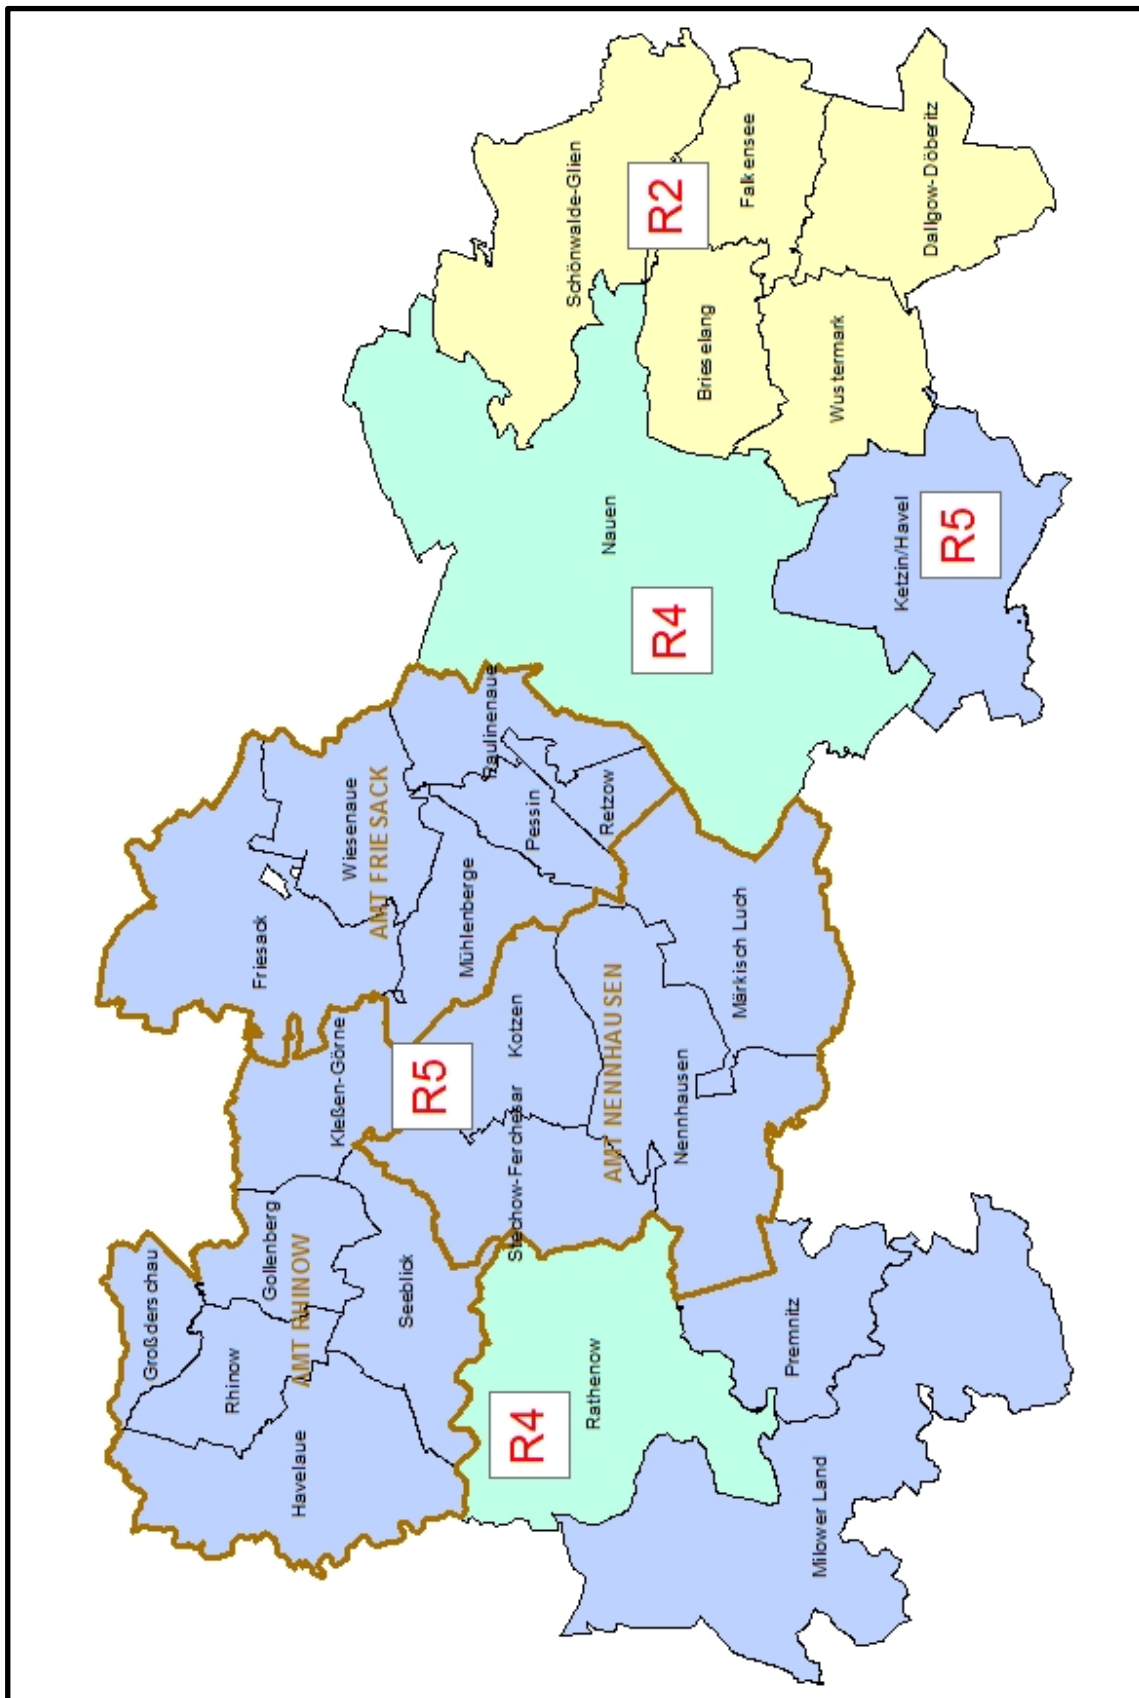 Großderschau
Rhinow
Gollenberg
AMT RHINOW
Havelaue
Seeblick
Kleßen-Görne
Friesack
Wiesenaue
AMT FRIESACK
Mühlenberge
Paulinenaue
Pessin
Retzow
R5
Kotzen
Stechow-Ferchesar
AMT NENNHAUSEN
Nennhausen
Märkisch Luch
R4
Rathenow
Premnitz
Milower Land
Nauen
R4
Ketzin/Havel
R5
Schönwalde-Glien
R2
Falkensee
Brieselang
Wustermark
Dallgow-Döberitz